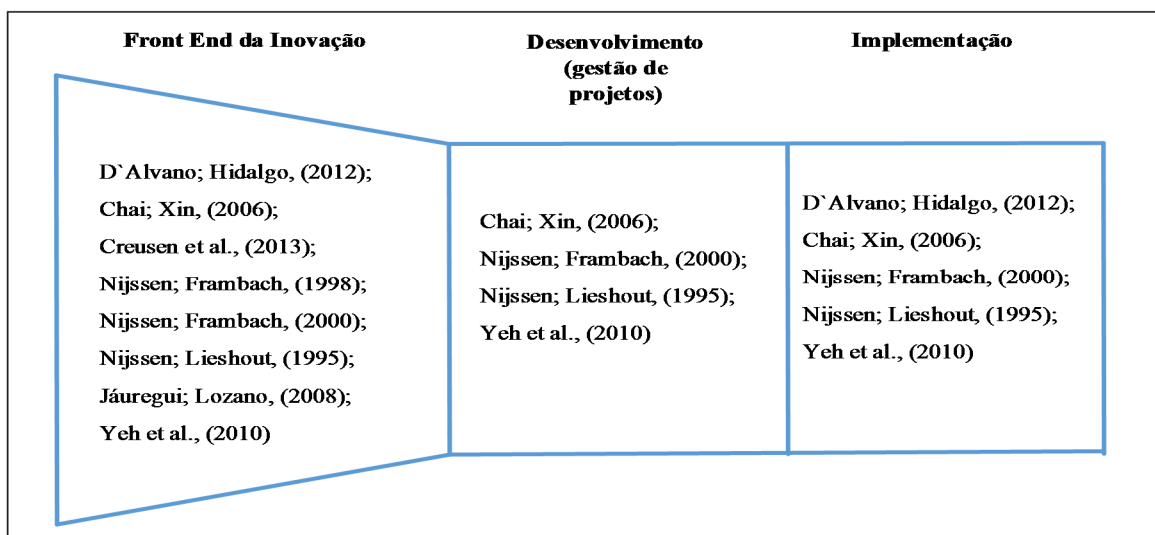 Front End da Inovação
D`Alvano; Hidalgo, (2012);
Chai; Xin, (2006);
Creusen et al., (2013);
Nijssen; Frambach, (1998);
Nijssen; Frambach, (2000);
Nijssen; Lieshout, (1995);
Jáuregui; Lozano, (2008);
Yeh et al., (2010)
Desenvolvimento
(gestão de
projetos)
Chai; Xin, (2006);
Nijssen; Frambach, (2000);
Nijssen; Lieshout, (1995);
Yeh et al., (2010)
Implementação
D`Alvano; Hidalgo, (2012);
Chai; Xin, (2006);
Nijssen; Frambach, (2000);
Nijssen; Lieshout, (1995);
Yeh et al., (2010)